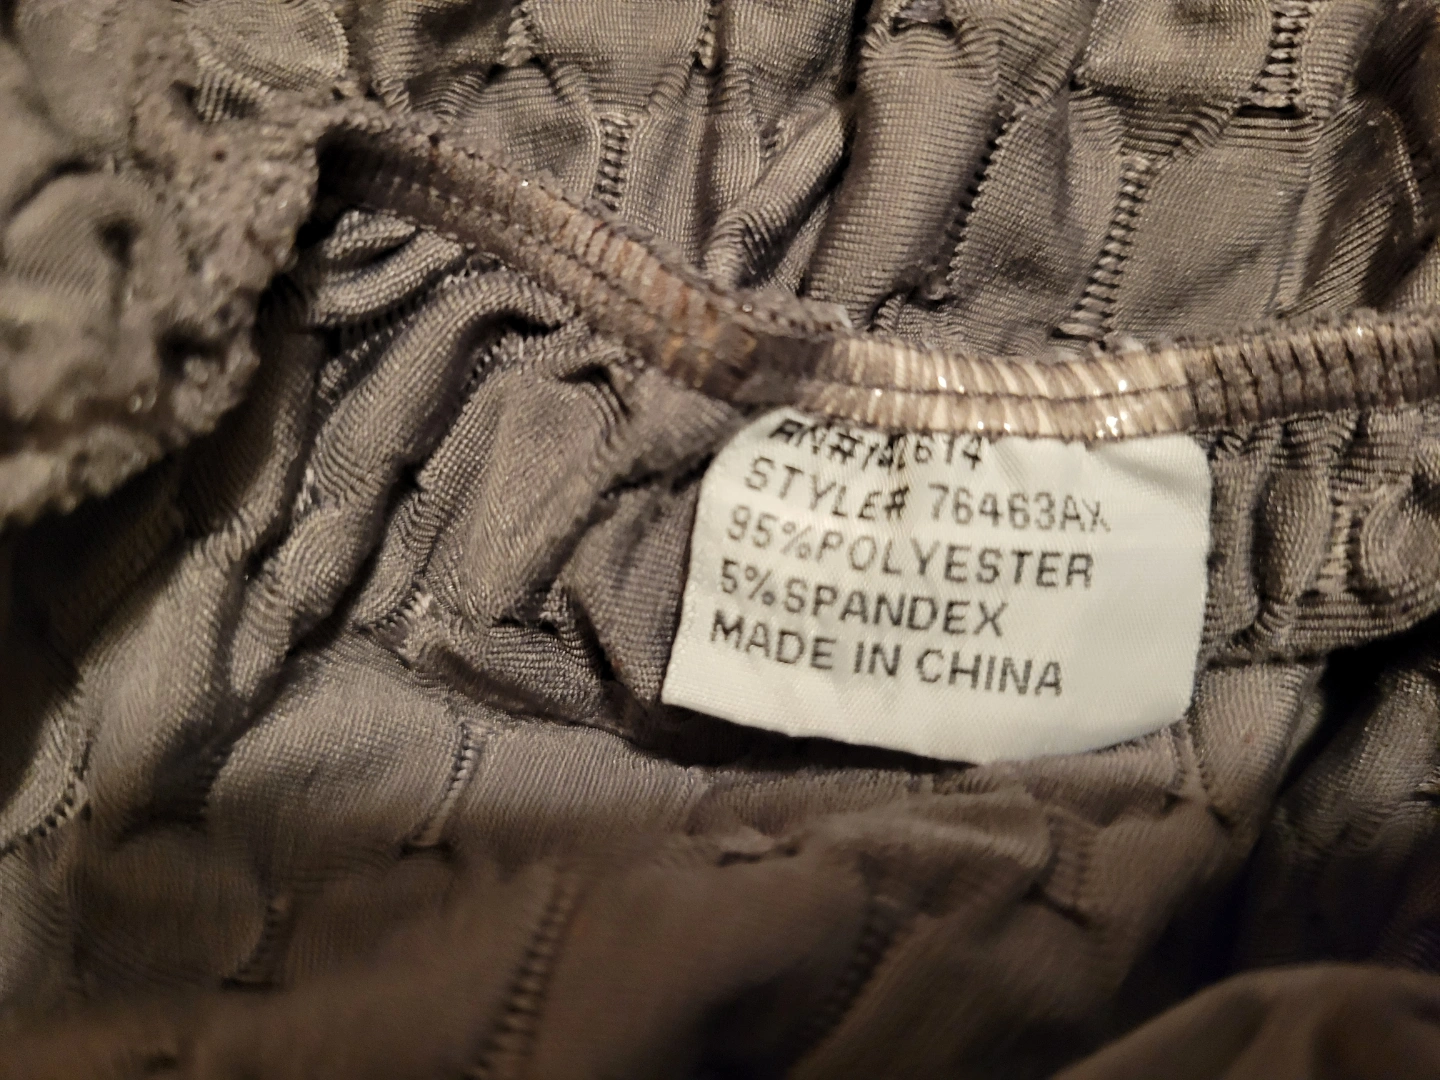 STYLE# 76463AX
95%POLYESTER
5%SPANDEX
MADE IN CHINA